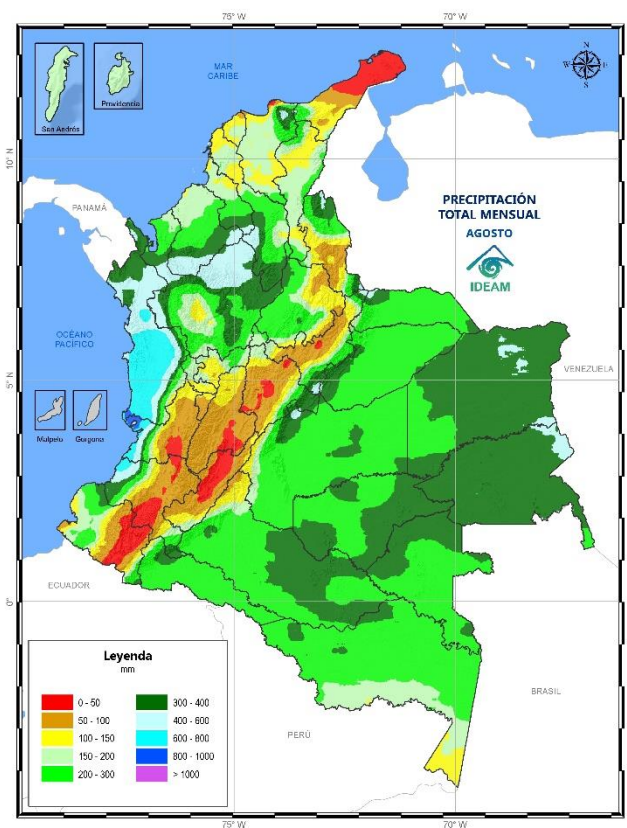 75° W
70° W
MAR
CARIBE
N
W
E
S
San Andrés
Providencia
10° N
PANAMÁ
PRECIPITACIÓN
TOTAL MENSUAL
AGOSTO
IDEAM
OCÉANO
PACÍFICO
5° N
VENEZUELA
Malpelo
Gorgona
ECUADOR
0°
Leyenda
mm
0 - 50
50 - 100
100 - 150
150 - 200
200 - 300
300 - 400
400 - 600
600 - 800
800 - 1000
> 1000
BRASIL
PERÚ
75° W
70° W